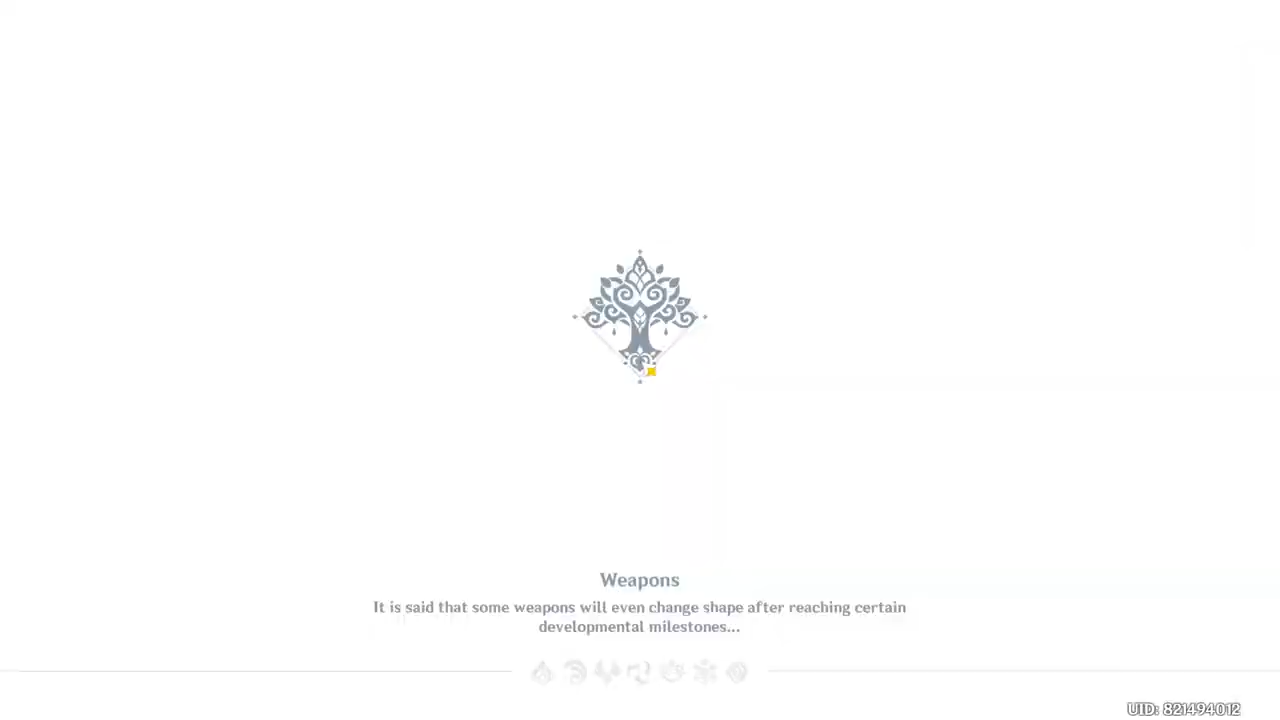 Weapons
It is said that some weapons will even change shape after reaching certain
developmental milestones...
UID: 821494012